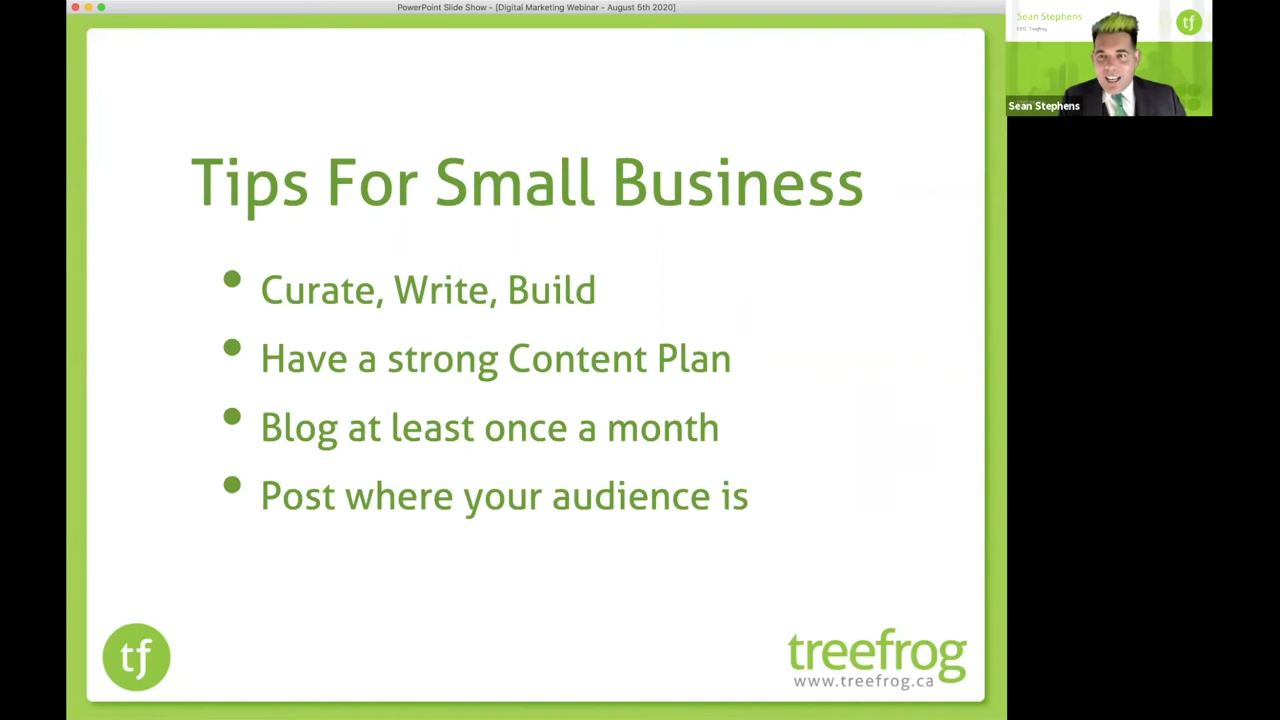 PowerPoint Slide Show - [Digital Marketing Webinar - August 5th 2020]
Sean Stephens
CEO, Treefrog
tf
Sean Stephens
Tips For Small Business
• Curate, Write, Build
• Have a strong Content Plan
• Blog at least once a month
• Post where your audience is
tf
treefrog
www.treefrog.ca